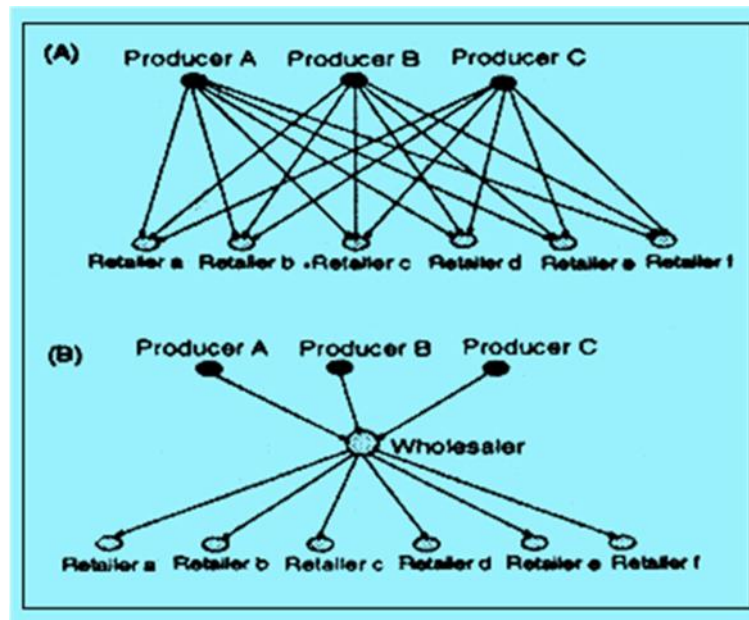 (A)
Producer A Producer B Producer C
Retailer a Retailer b Retailer c Retailer d Retailer e Retailer f
(B)
Producer A Producer B Producer C
Wholesaler
Retailer a Retailer b Retailer c Retailer d Retailer e Retailer f